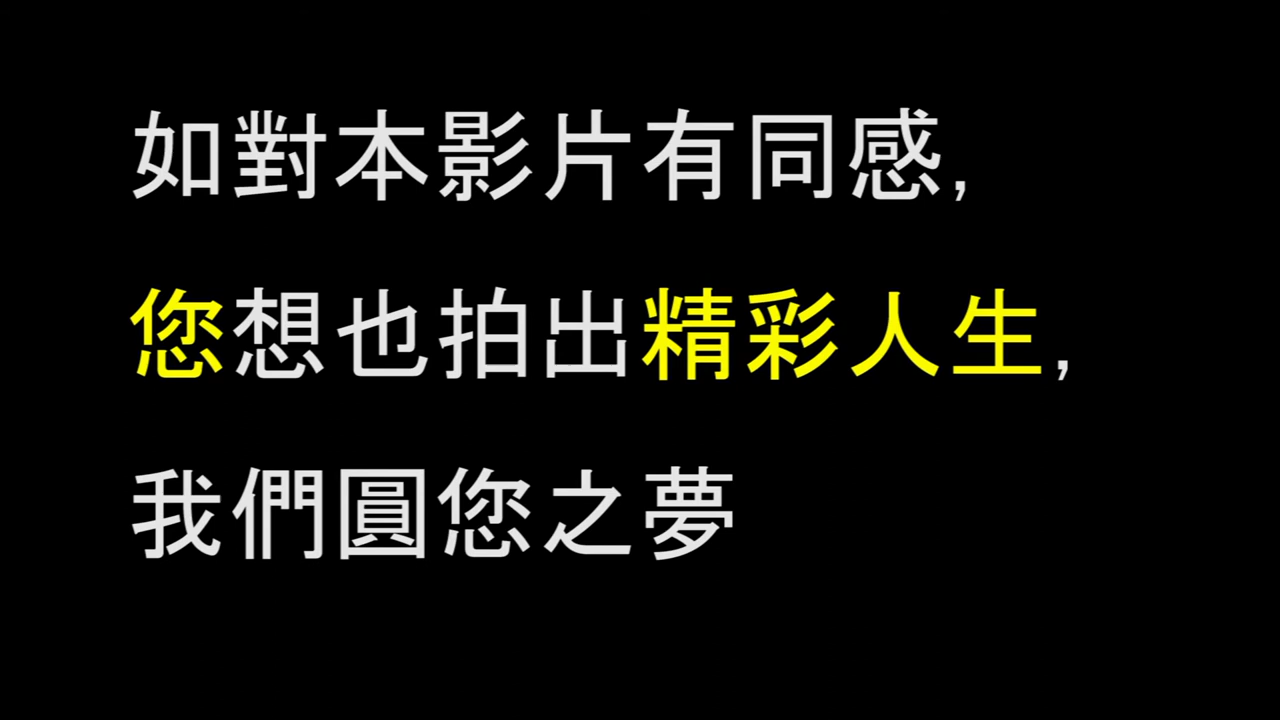 如對本影片有同感,
您想也拍出精彩人生,
我們圓您之夢